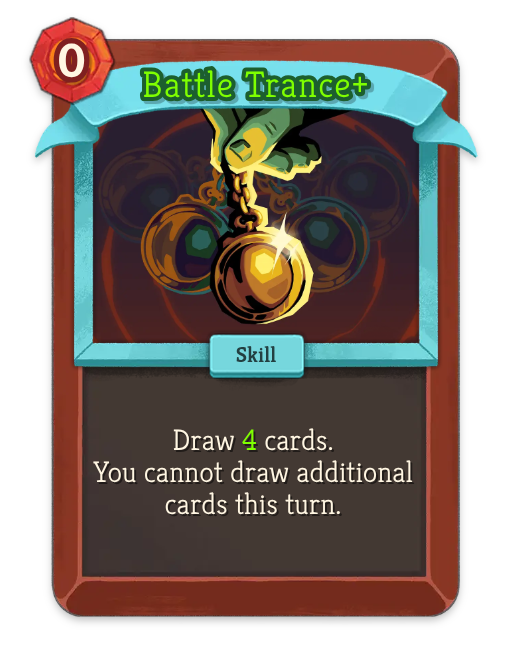 0
Battle Trance+
Skill
Draw 4 cards.
You cannot draw additional
cards this turn.